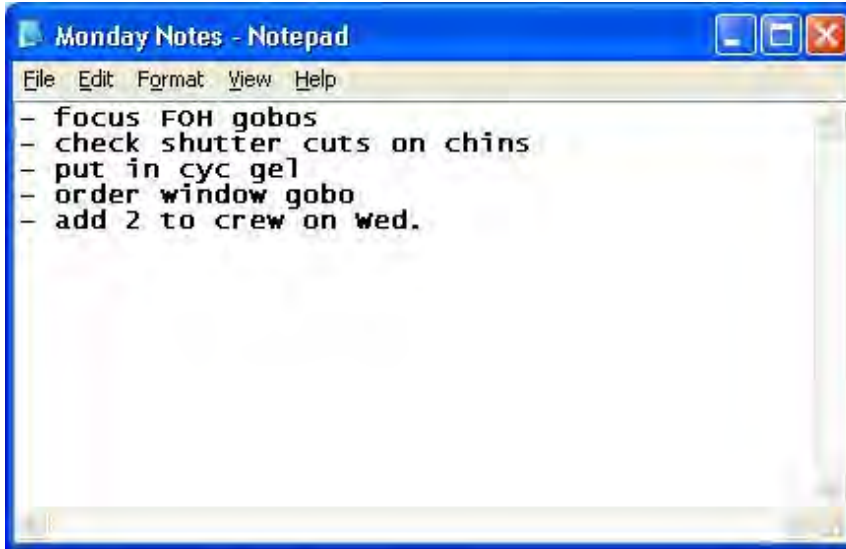 Monday Notes - Notepad
File Edit Format View Help
- focus FOH gobos
- check shutter cuts on chins
- put in cyc gel
- order window gobo
- add 2 to crew on Wed.